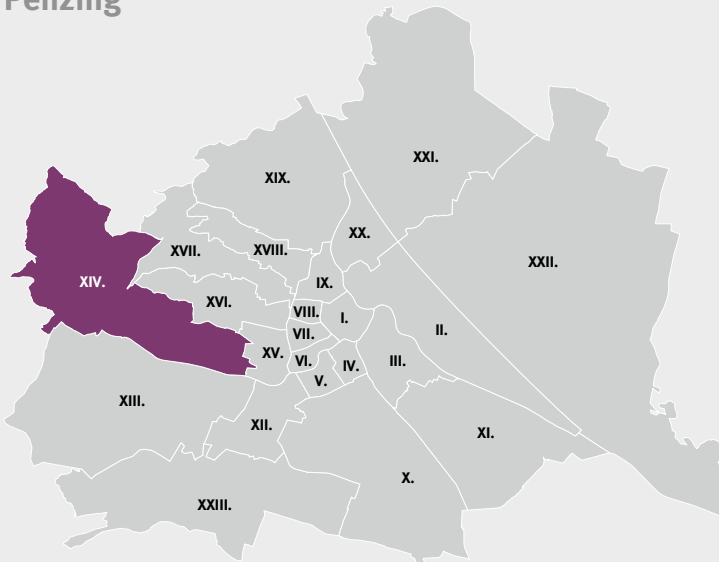 Penzing
XXI.
XIX.
XX.
XVII.
XVIII.
XXII.
XIV.
IX.
XVI.
VIII.
I.
II.
VII.
XV.
VI.
IV.
III.
V.
XIII.
XII.
XI.
X.
XXIII.